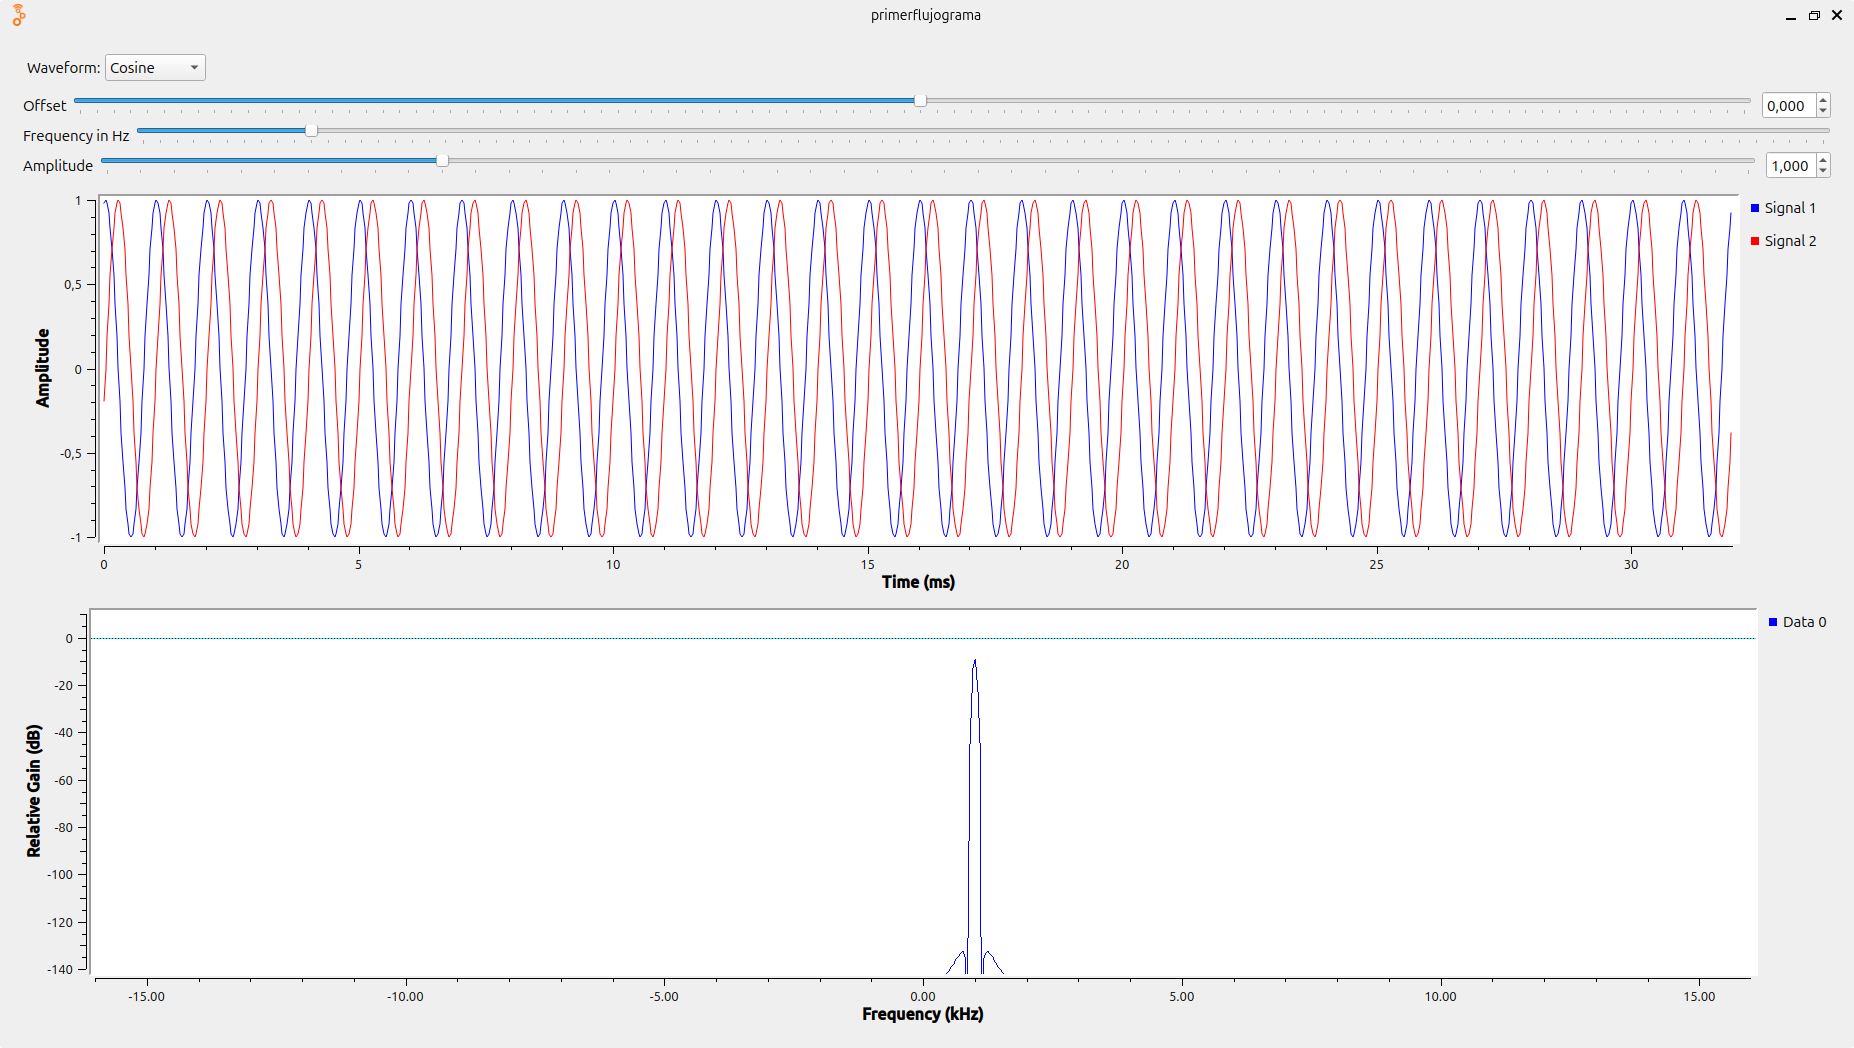 primerflujograma
Waveform: Cosine
Offset 0,000
Frequency in Hz
Amplitude 1,000
Signal 1
Signal 2
Amplitude
1
0,5
0
-0,5
-1
0 5 10 15 20 25 30
Time (ms)
Data 0
Relative Gain (dB)
0
-20
-40
-60
-80
-100
-120
-140
-15.00 -10.00 -5.00 0.00 5.00 10.00 15.00
Frequency (kHz)